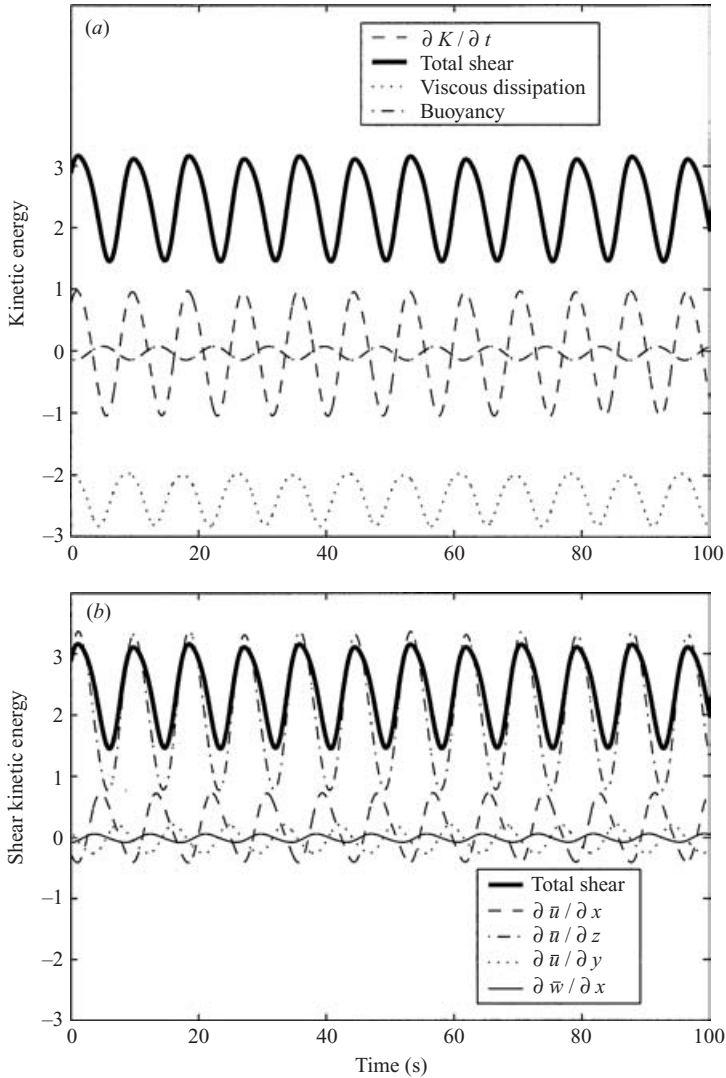 (a)
∂ K / ∂ t
Total shear
Viscous dissipation
Buoyancy
Kinetic energy
3
2
1
0
–1
–2
–3
0 20 40 60 80 100
(b)
Shear kinetic energy
3
2
1
0
–1
–2
–3
Total shear
∂ ū / ∂ x
∂ ū / ∂ z
∂ ū / ∂ y
∂ w̄ / ∂ x
0 20 40 60 80 100
Time (s)